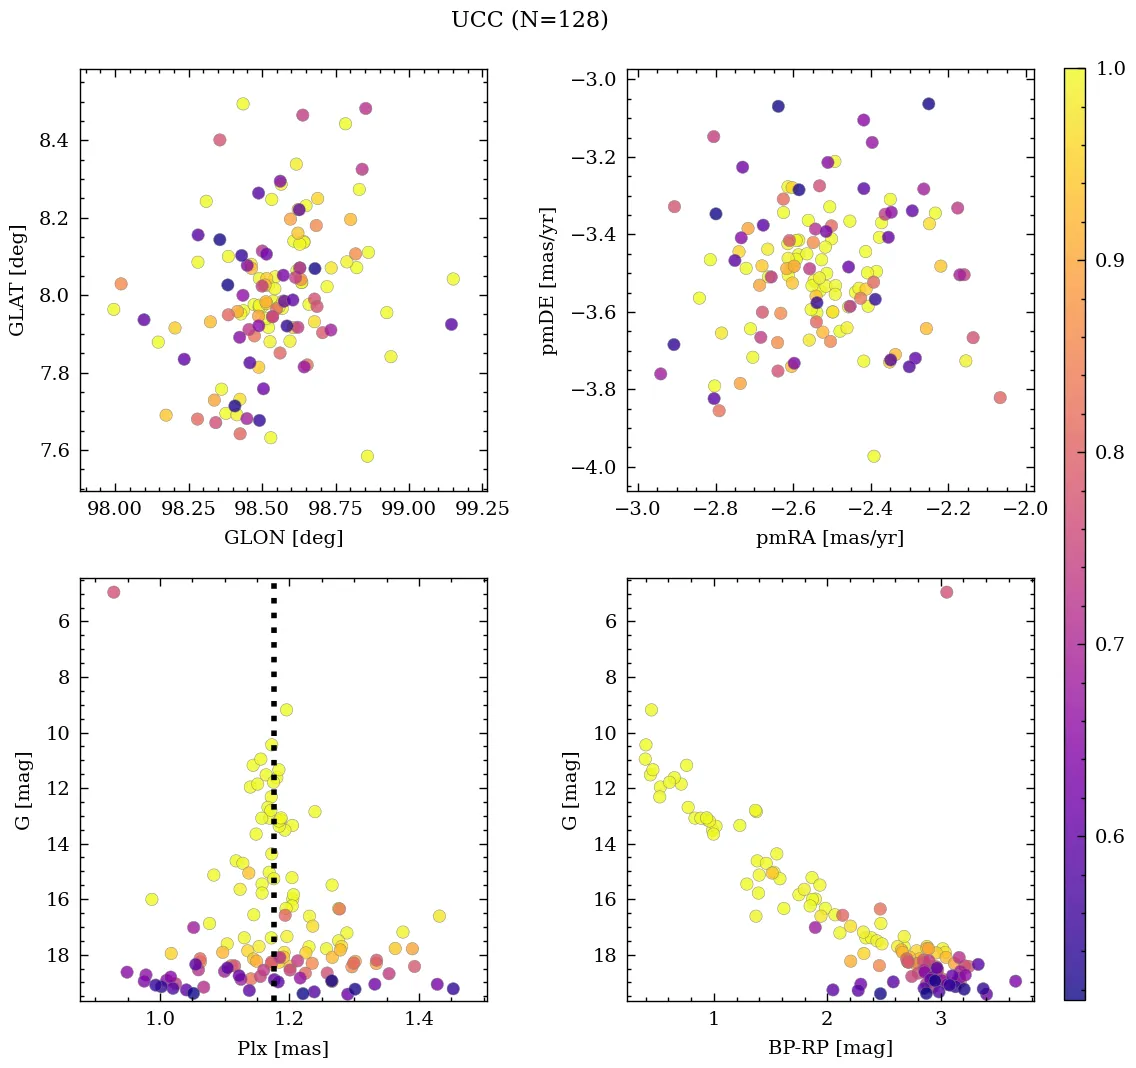 UCC (N=128)
8.4
8.2
8.0
7.8
7.6
GLAT [deg]
98.00 98.25 98.50 98.75 99.00 99.25
GLON [deg]
−3.0
−3.2
−3.4
−3.6
−3.8
−4.0
pmDE [mas/yr]
−3.0 −2.8 −2.6 −2.4 −2.2 −2.0
pmRA [mas/yr]
6
8
10
12
14
16
18
G [mag]
1.0 1.2 1.4
Plx [mas]
6
8
10
12
14
16
18
G [mag]
1 2 3
BP-RP [mag]
1.0
0.9
0.8
0.7
0.6